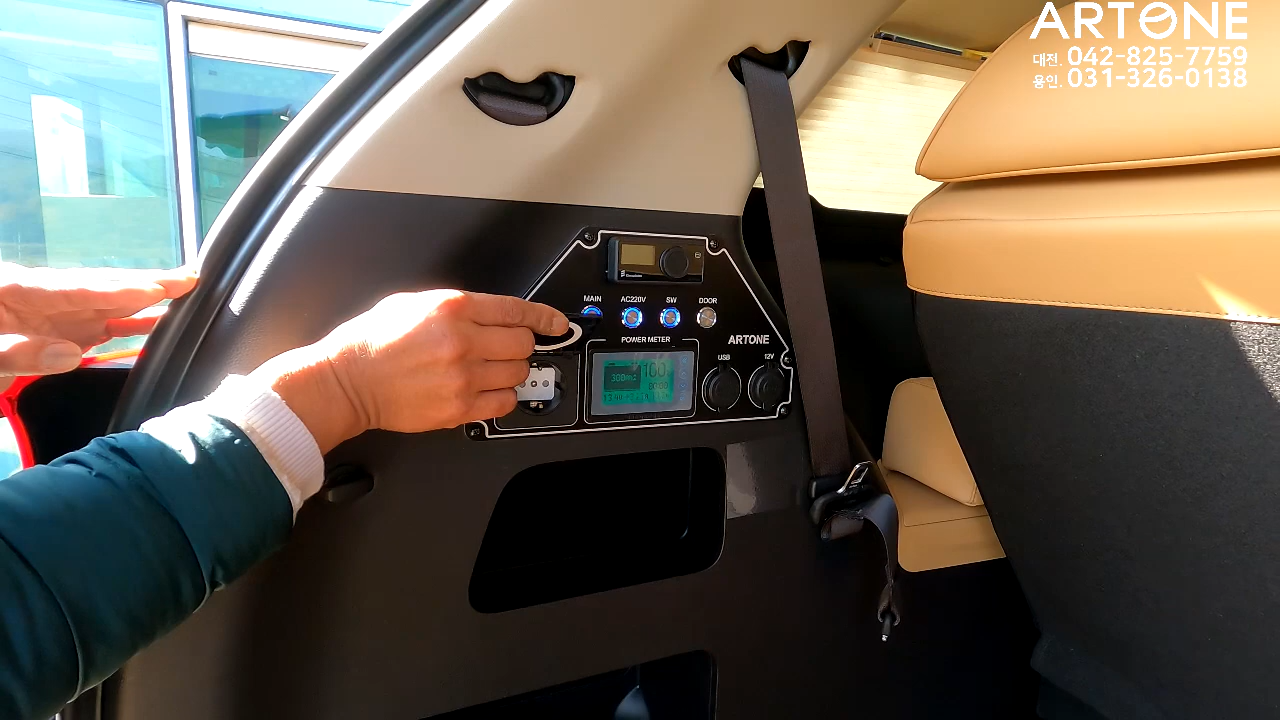 ARTONE
대전. 042-825-7759
용인. 031-326-0138
MAIN AC220V SW DOOR
POWER METER
ARTONE
USB 12V